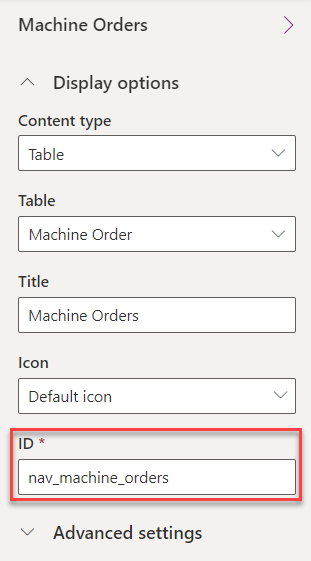 Machine Orders
Display options
Content type
Table
Table
Machine Order
Title
Machine Orders
Icon
Default icon
ID *
nav_machine_orders
Advanced settings